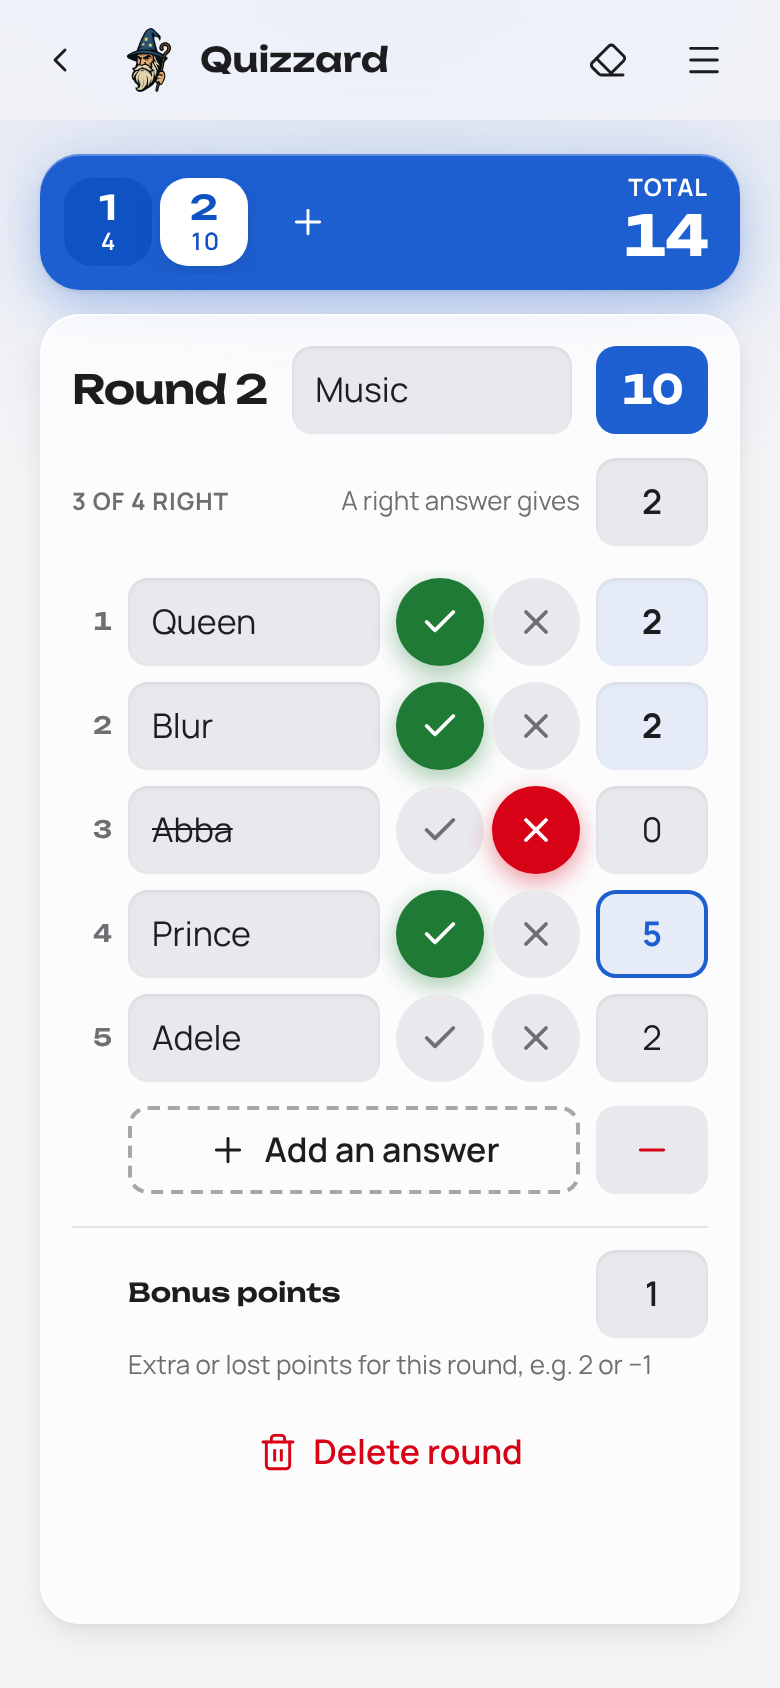 Quizzard
1
4
2
10
TOTAL
14
Round 2
Music
10
3 OF 4 RIGHT
A right answer gives
2
1 Queen 2
2 Blur 2
3 Abba 0
4 Prince 5
5 Adele 2
Add an answer
Bonus points
1
Extra or lost points for this round, e.g. 2 or −1
Delete round